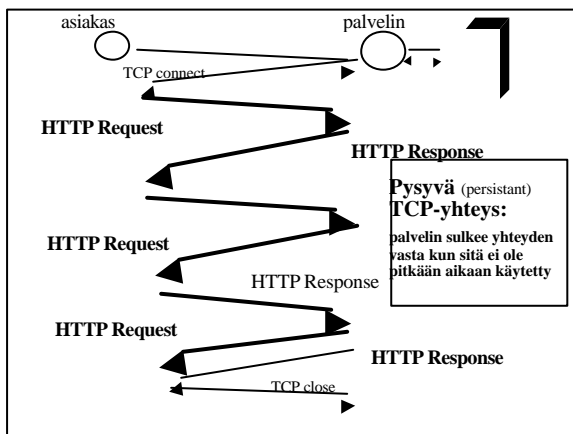 asiakas
palvelin
TCP connect
HTTP Request
HTTP Response
Pysyvä (persistant)
TCP-yhteys:
palvelin sulkee yhteyden
vasta kun sitä ei ole
pitkään aikaan käytetty
HTTP Request
HTTP Response
HTTP Request
HTTP Response
TCP close